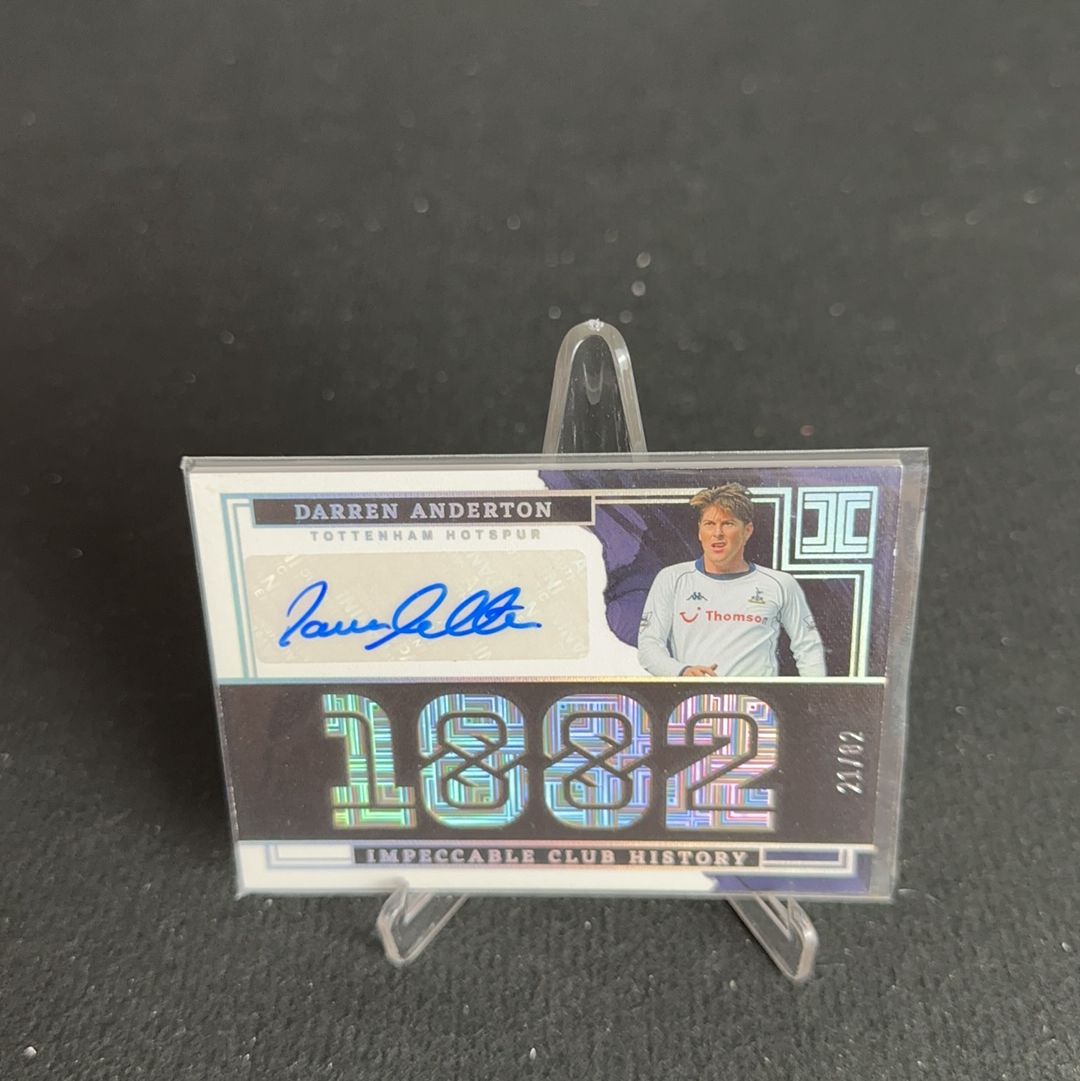 DARREN ANDERTON
TOTTENHAM HOTSPUR
Thomson
1882
21/82
IMPECCABLE CLUB HISTORY